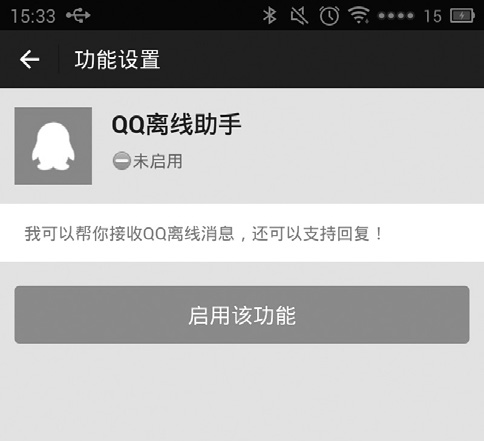 15:33 15
功能设置
QQ离线助手
未启用
我可以帮你接收QQ离线消息，还可以支持回复！
启用该功能